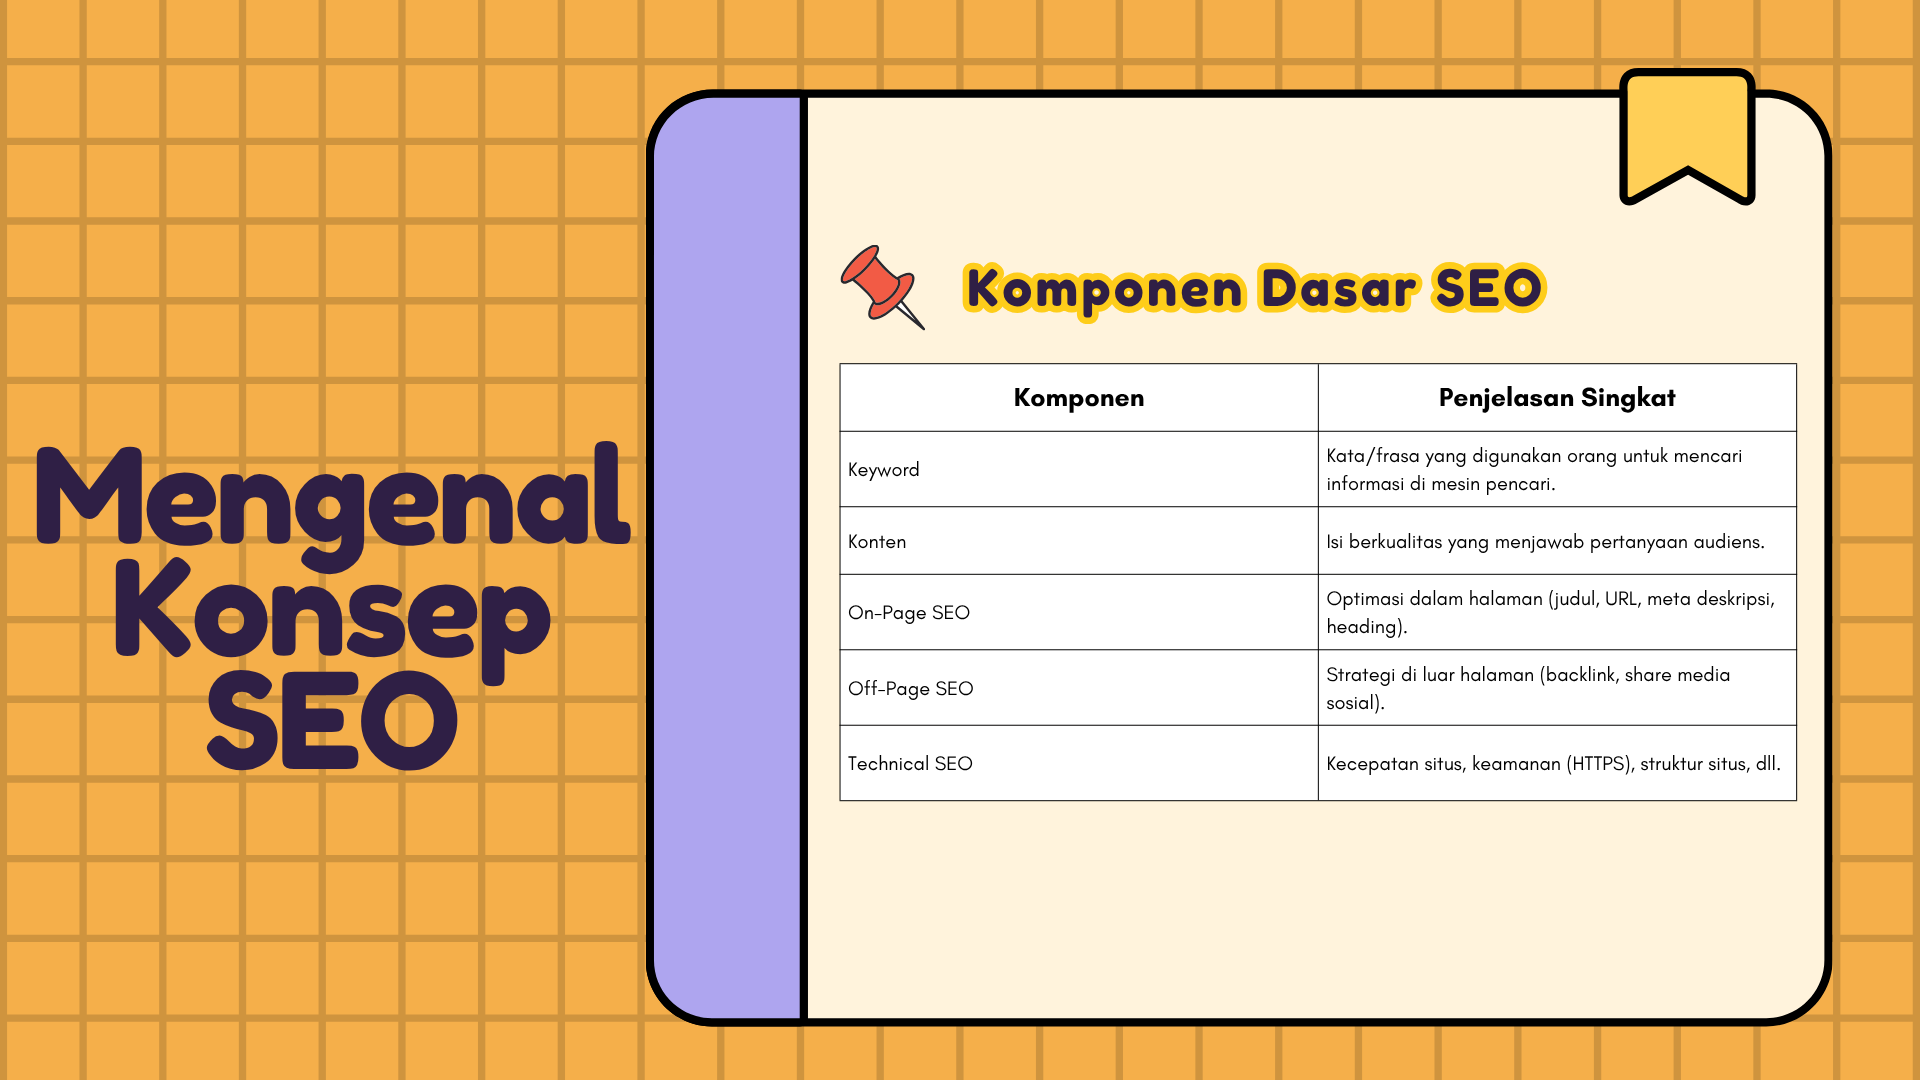 Mengenal
Konsep
SEO
Komponen Dasar SEO
Komponen
Penjelasan Singkat
Keyword
Kata/frasa yang digunakan orang untuk mencari
informasi di mesin pencari.
Konten
Isi berkualitas yang menjawab pertanyaan audiens.
On-Page SEO
Optimasi dalam halaman (judul, URL, meta deskripsi,
heading).
Off-Page SEO
Strategi di luar halaman (backlink, share media
sosial).
Technical SEO
Kecepatan situs, keamanan (HTTPS), struktur situs, dll.